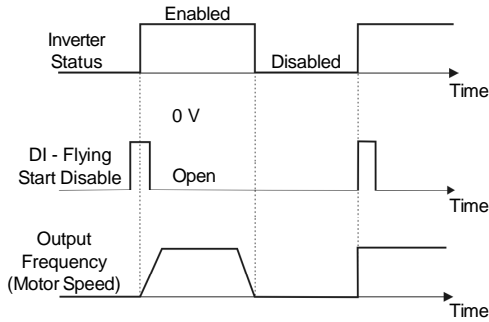 Enabled
Inverter
Status
Disabled
Time
0 V
DI - Flying
Start Disable
Open
Time
Output
Frequency
(Motor Speed)
Time